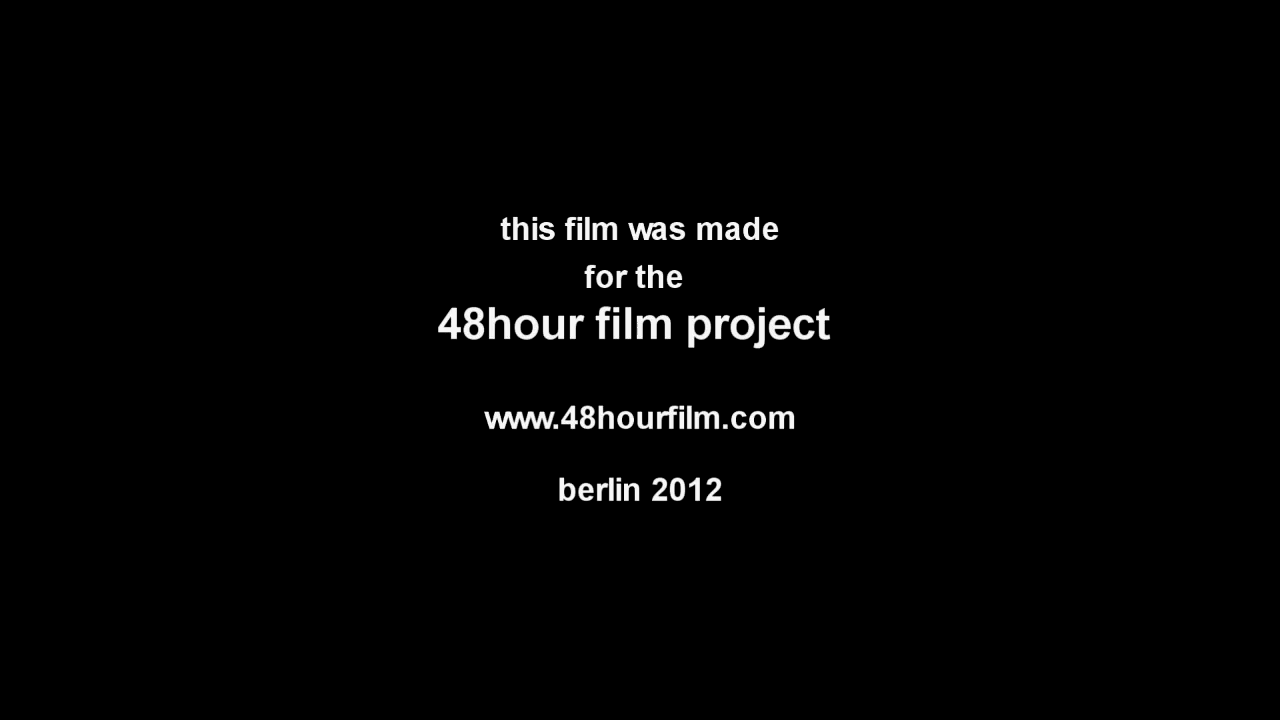 this film was made
for the
48hour film project
www.48hourfilm.com
berlin 2012